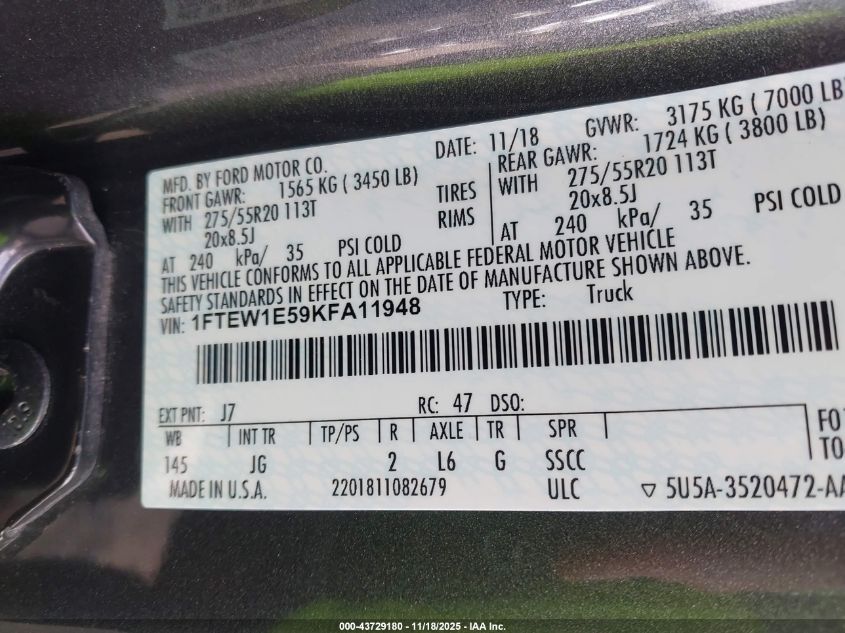 MFD. BY FORD MOTOR CO.
DATE: 11/18 GVWR: 3175 KG ( 7000 LB)
FRONT GAWR: 1565 KG ( 3450 LB)
REAR GAWR: 1724 KG ( 3800 LB)
WITH 275/55R20 113T TIRES WITH 275/55R20 113T
20x8.5J RIMS 20x8.5J
AT 240 kPa/ 35 PSI COLD AT 240 kPa/ 35 PSI COLD
THIS VEHICLE CONFORMS TO ALL APPLICABLE FEDERAL MOTOR VEHICLE
SAFETY STANDARDS IN EFFECT ON THE DATE OF MANUFACTURE SHOWN ABOVE.
VIN: 1FTEW1E59KFA11948 TYPE: Truck
EXT PNT: J7 RC: 47 DSO:
WB INT TR TP/PS R AXLE TR SPR
145 JG 2 L6 G SSCC
FO
TO
MADE IN U.S.A. 2201811082679 ULC ▽ 5U5A-3520472-AA
000-43729180 - 11/18/2025 - IAA Inc.